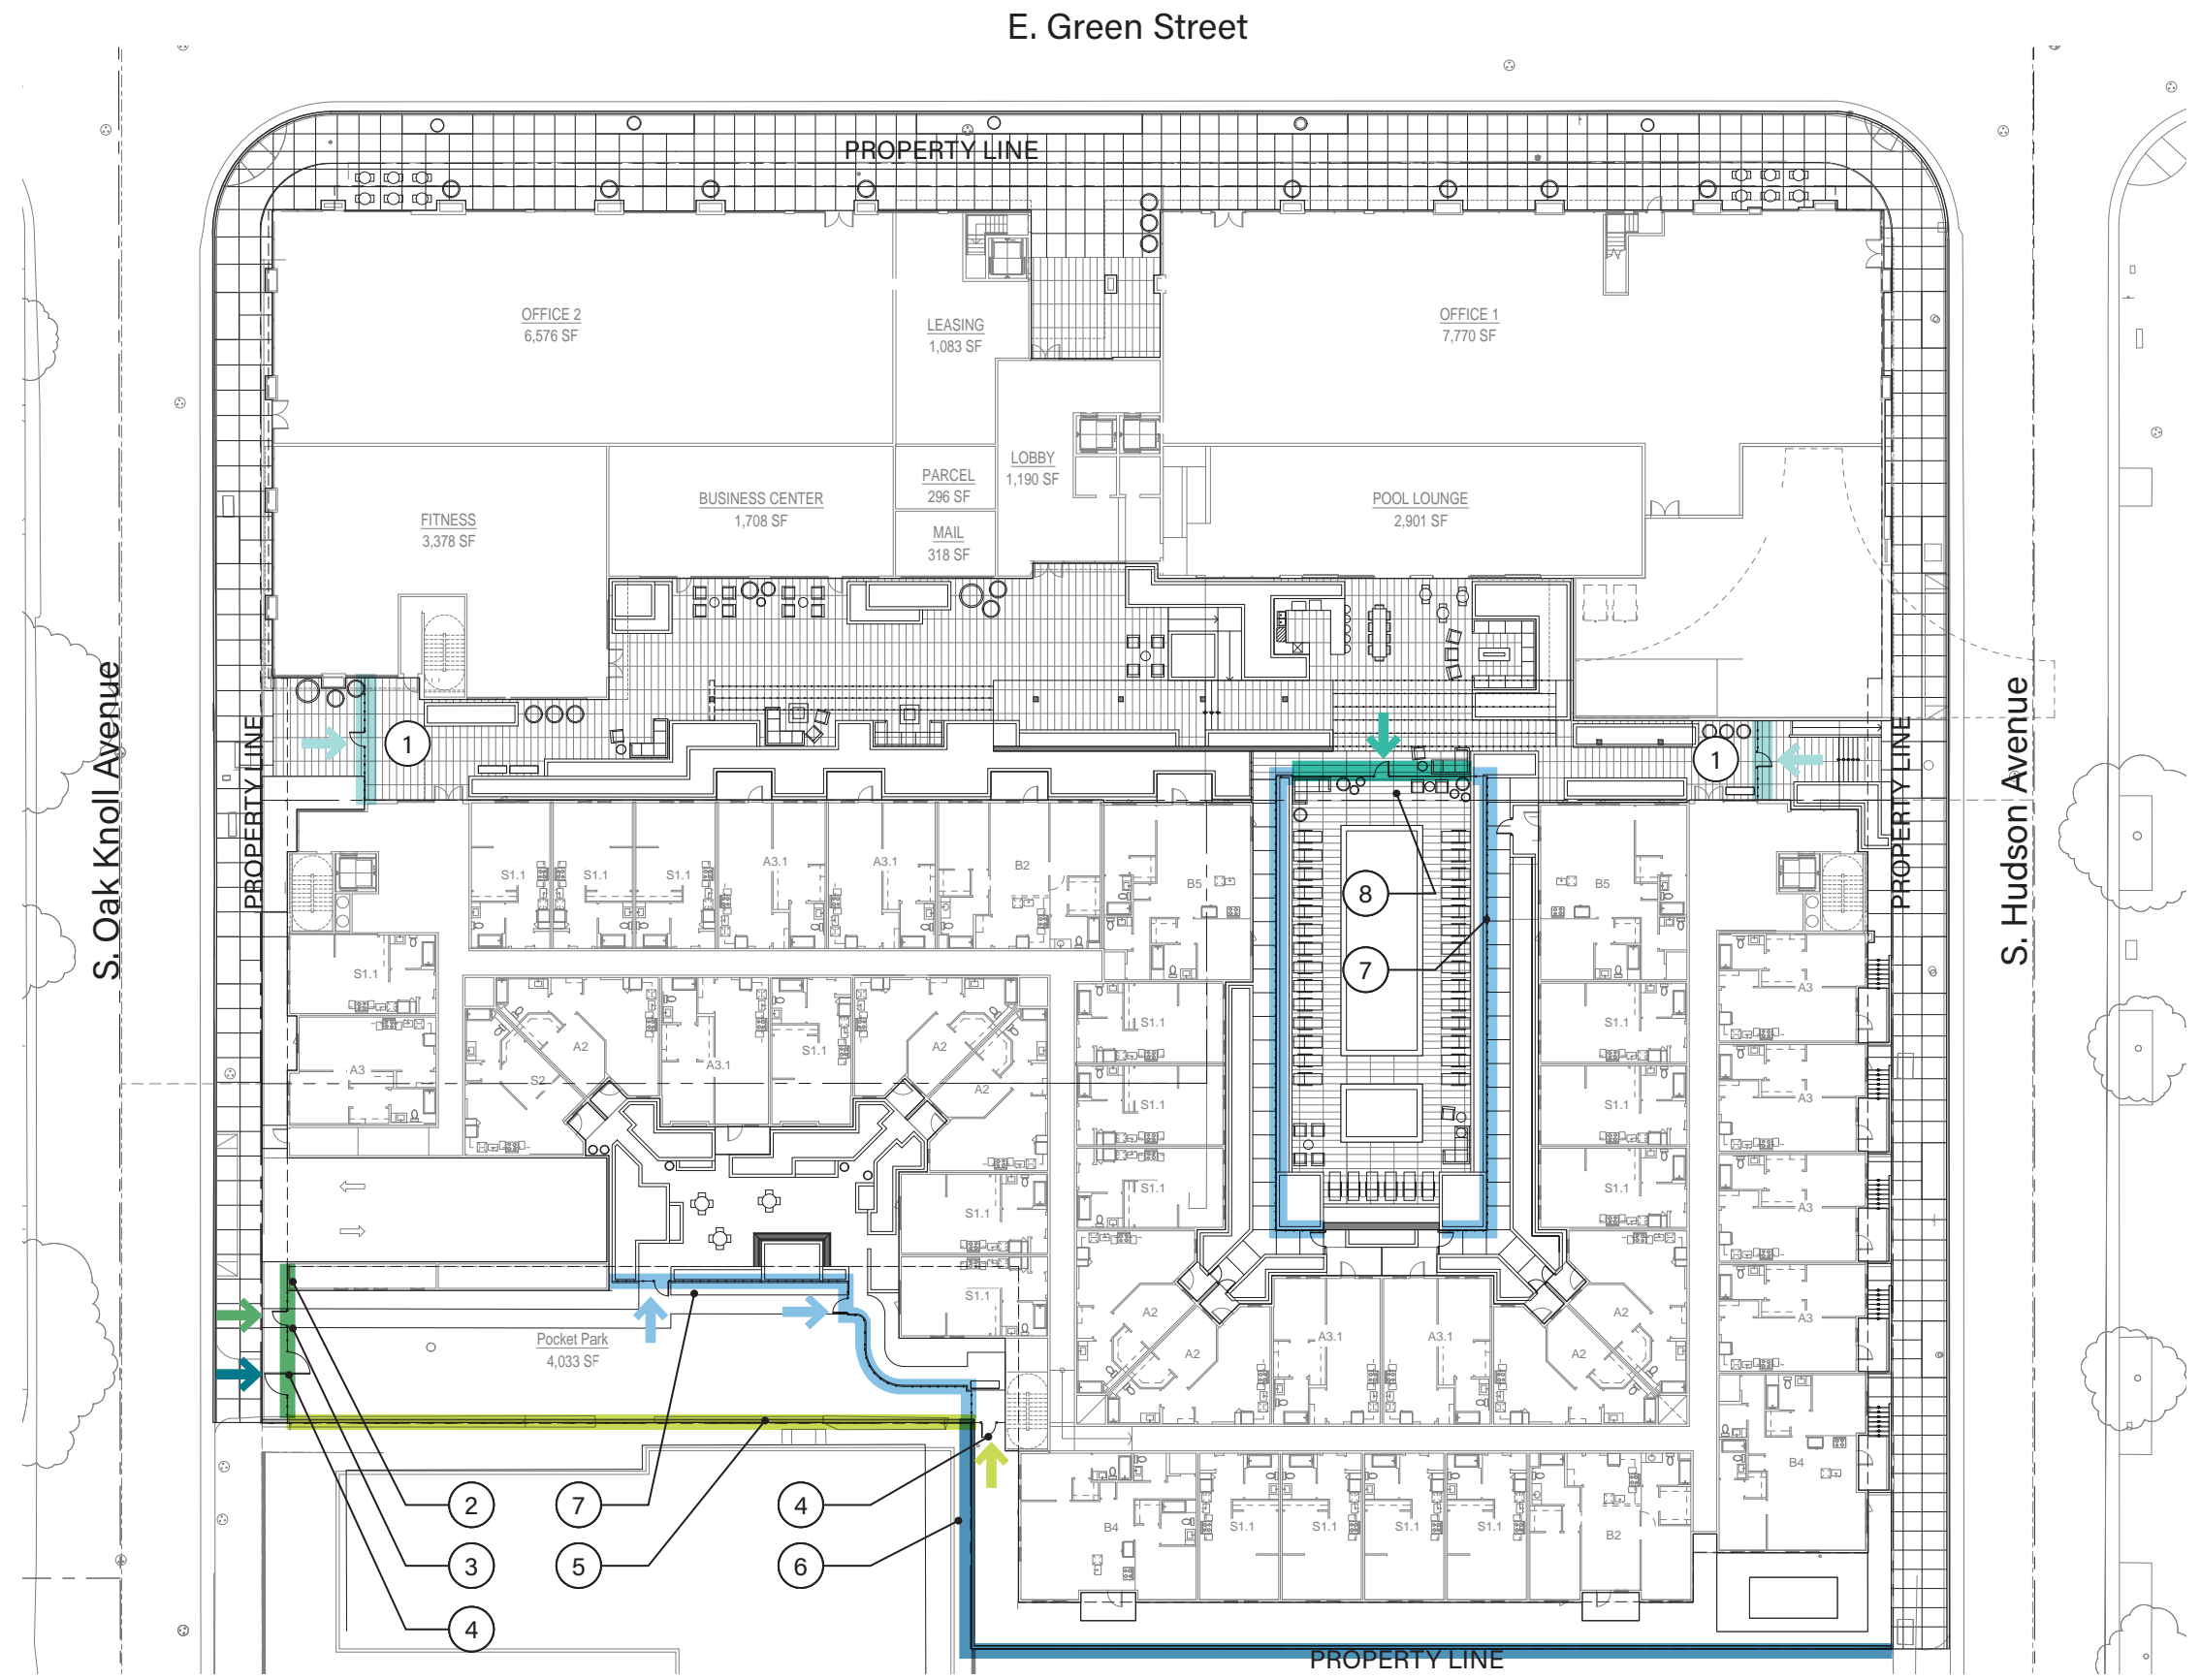 E. Green Street
PROPERTY LINE
OFFICE 2
6,576 SF
LEASING
1,083 SF
OFFICE 1
7,770 SF
LOBBY
1,190 SF
PARCEL
296 SF
BUSINESS CENTER
1,708 SF
POOL LOUNGE
2,901 SF
FITNESS
3,378 SF
MAIL
318 SF
S. Oak Knoll Avenue
PROPERTY LINE
1
1
PROPERTY LINE
S. Hudson Avenue
S1.1
S1.1
S1.1
A3.1
A3.1
B2
B5
8
B5
7
S1.1
A3
S1.1
S1.1
A3
A2
S1.1
A2
A3.1
A3
S2
A2
S1.1
S1.1
A3
S1.1
S1.1
A3
S1.1
S1.1
A2
A2
A3
Pocket Park
4,033 SF
A3.1
A3.1
A2
A2
B4
2
7
4
B4
S1.1
S1.1
S1.1
S1.1
B2
3
5
6
4
PROPERTY LINE